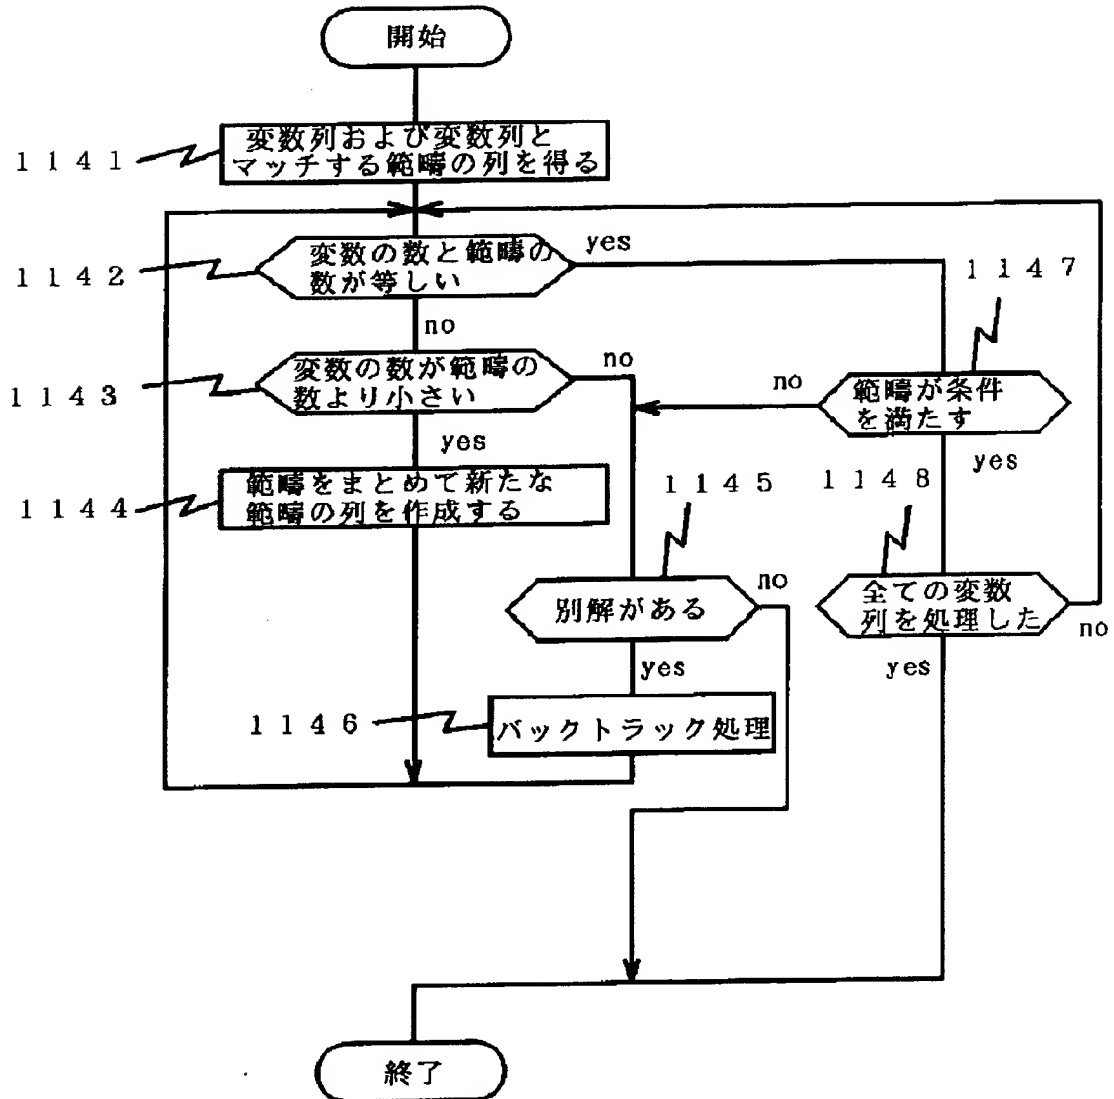 開始
変数列および変数列と
マッチする範疇の列を得る
1141
変数の数と範疇の
数が等しい
yes
1142
1147
no
変数の数が範疇の
数より小さい
no
1143
no
範疇が条件
を満たす
yes
yes
範疇をまとめて新たな
範疇の列を作成する
1144
1145
1148
別解がある
no
全ての変数
列を処理した
no
yes
yes
1146
バックトラック処理
終了